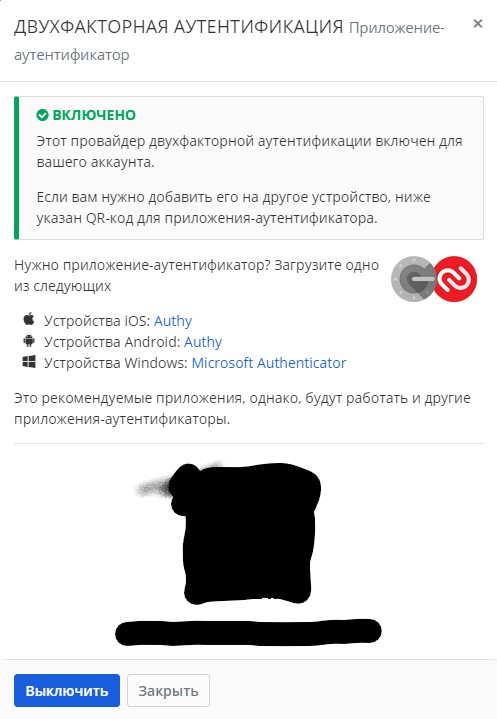 ДВУХФАКТОРНАЯ АУТЕНТИФИКАЦИЯ Приложение-
аутентификатор
×
ВКЛЮЧЕНО
Этот провайдер двухфакторной аутентификации включен для
вашего аккаунта.
Если вам нужно добавить его на другое устройство, ниже
указан QR-код для приложения-аутентификатора.
Нужно приложение-аутентификатор? Загрузите одно
из следующих
Устройства iOS: Authy
Устройства Android: Authy
Устройства Windows: Microsoft Authenticator
Это рекомендуемые приложения, однако, будут работать и другие
приложения-аутентификаторы.
Выключить
Закрыть